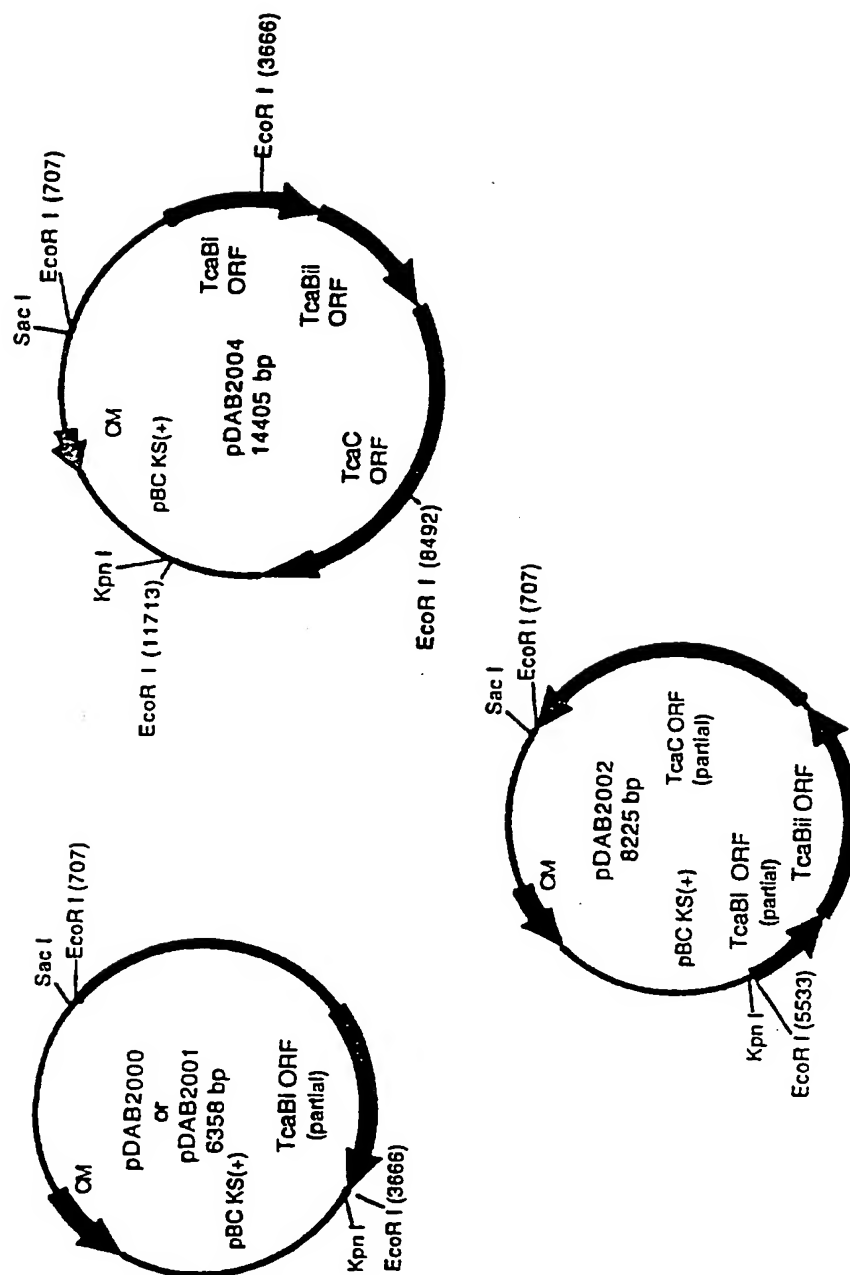 Sac I
EcoR I (707)
CM
pDAB2000
or
pDAB2001
6358 bp
pBC KS(+)
TcaBi ORF
(partial)
Kpn I
EcoR I (3666)
Sac I
EcoR I (707)
EcoR I (3666)
CM
pBC KS(+)
TcaBi
ORF
TcaBii
ORF
pDAB2004
14405 bp
TcaC
ORF
Kpn I
EcoR I (11713)
EcoR I (8492)
Sac I
EcoR I (707)
CM
pDAB2002
8225 bp
TcaC ORF
(partial)
pBC KS(+)
TcaBi ORF
(partial)
TcaBii ORF
Kpn I
EcoR I (5533)